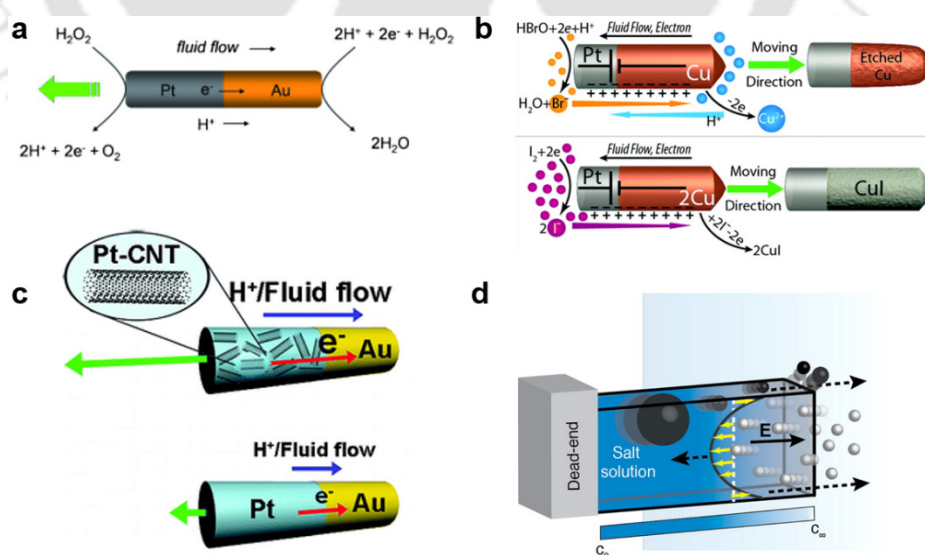 a
H₂O₂
fluid flow
2H⁺ + 2e⁻ + H₂O₂
Pt e⁻ Au
H⁺
2H⁺ + 2e⁻ + O₂
2H₂O
b
HBrO+2e+H⁺
Fluid Flow, Electron
Pt
Cu
Moving
Direction
Etched
Cu
+ + + + + + + + +
H₂O+Br⁻
-2e
Cu²⁺
H⁺
I₂+2e
Fluid Flow, Electron
Pt
2Cu
Moving
Direction
CuI
+ + + + + + + + +
2 I⁻
+2I⁻-2e
2CuI
c
Pt-CNT
H⁺/Fluid flow
e⁻
Au
H⁺/Fluid flow
Pt
e⁻
Au
d
Dead-end
Salt
solution
E
c∞